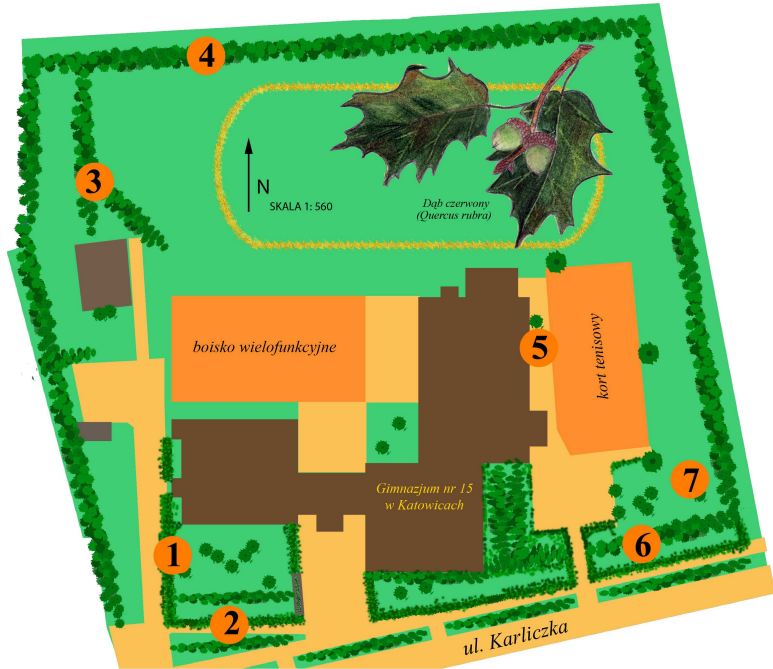 4
3
N
SKALA 1: 560
Dąb czerwony
(Quercus rubra)
boisko wielofunkcyjne
5
kort tenisowy
Gimnazjum nr 15
w Katowicach
7
1
6
2
ul. Karliczka